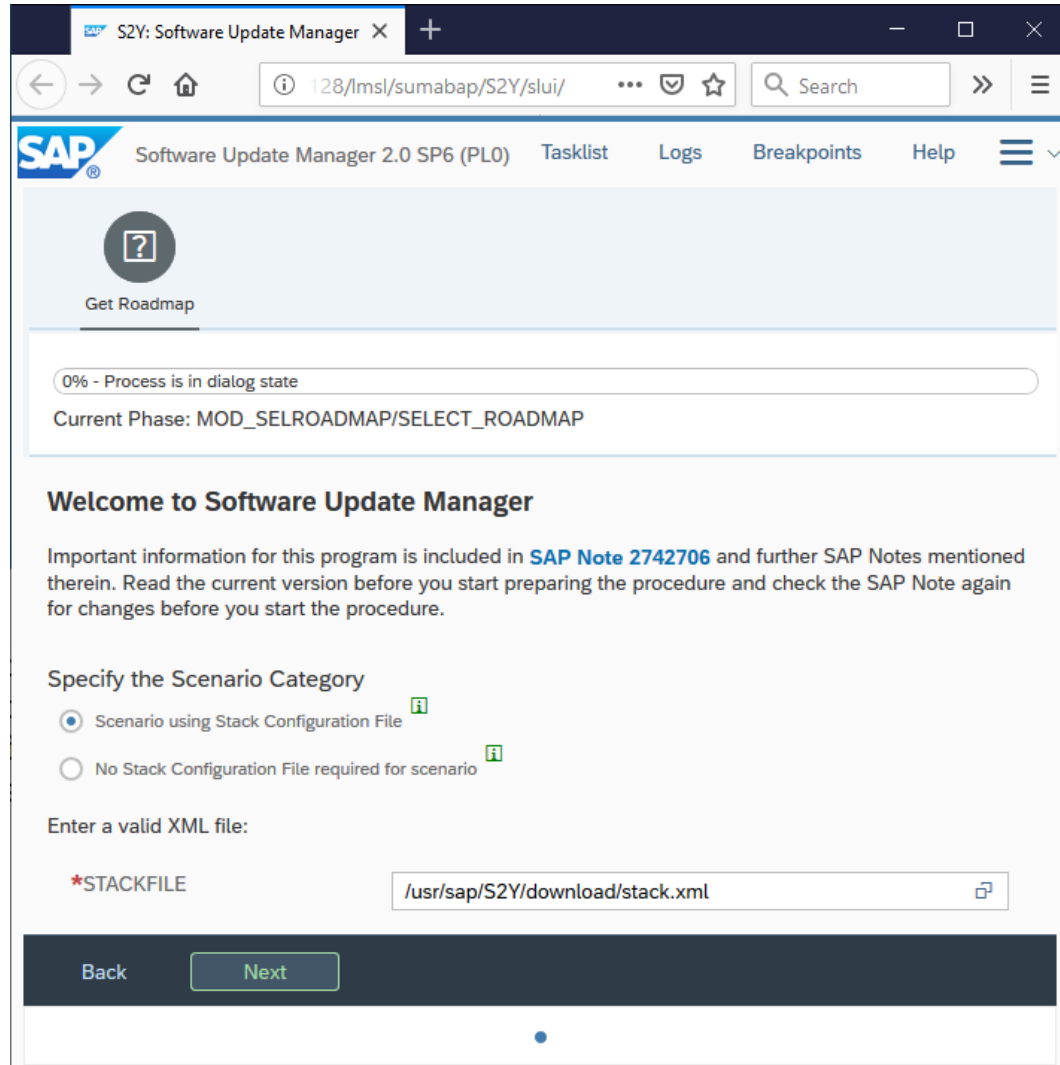 SAP S2Y: Software Update Manager
128/lmsl/sumabap/S2Y/slui/
Search
SAP ®
Software Update Manager 2.0 SP6 (PL0) Tasklist Logs Breakpoints Help
Get Roadmap
0% - Process is in dialog state
Current Phase: MOD_SELROADMAP/SELECT_ROADMAP
Welcome to Software Update Manager
Important information for this program is included in SAP Note 2742706 and further SAP Notes mentioned
therein. Read the current version before you start preparing the procedure and check the SAP Note again
for changes before you start the procedure.
Specify the Scenario Category
Scenario using Stack Configuration File
No Stack Configuration File required for scenario
Enter a valid XML file:
*STACKFILE /usr/sap/S2Y/download/stack.xml
Back Next